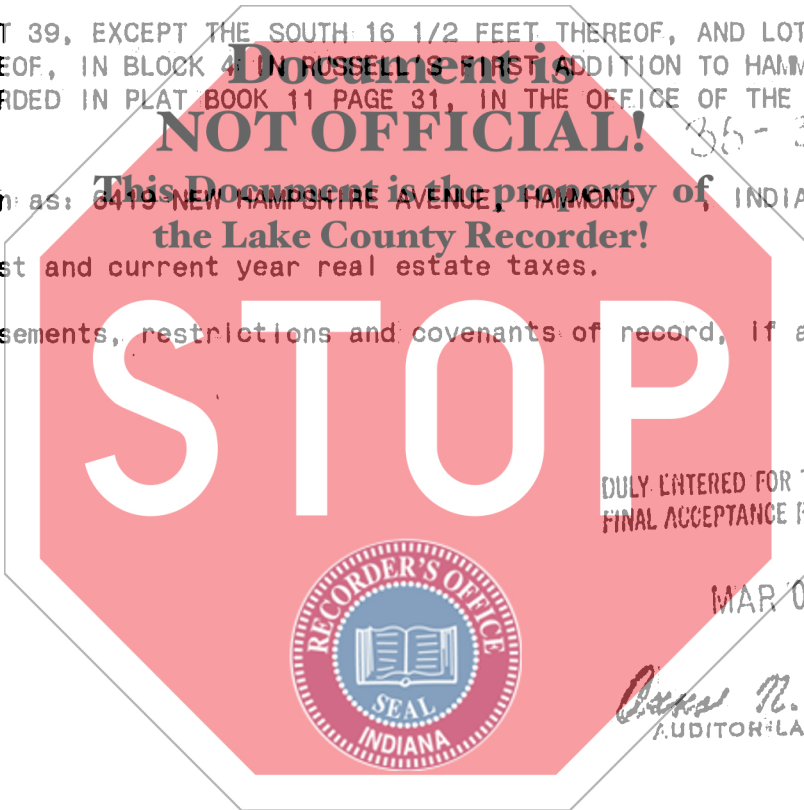 T 39, EXCEPT THE SOUTH 16 1/2 FEET THEREOF, AND LOT
Document is
EOF, IN BLOCK 4 IN RUSSELL'S FIRST ADDITION TO HAMM
RDED IN PLAT BOOK 11 PAGE 31, IN THE OFFICE OF THE
NOT OFFICIAL!
36-3
This Document is the property of
n as: 6419 NEW HAMPSHIRE AVENUE, HAMMOND, INDIA
the Lake County Recorder!
st and current year real estate taxes.
sements, restrictions and covenants of record, if a
STOP
DULY ENTERED FOR T
FINAL ACCEPTANCE F
RECORDER'S OFFICE
MAR 0
SEAL
INDIANA
N.
AUDITOR LA